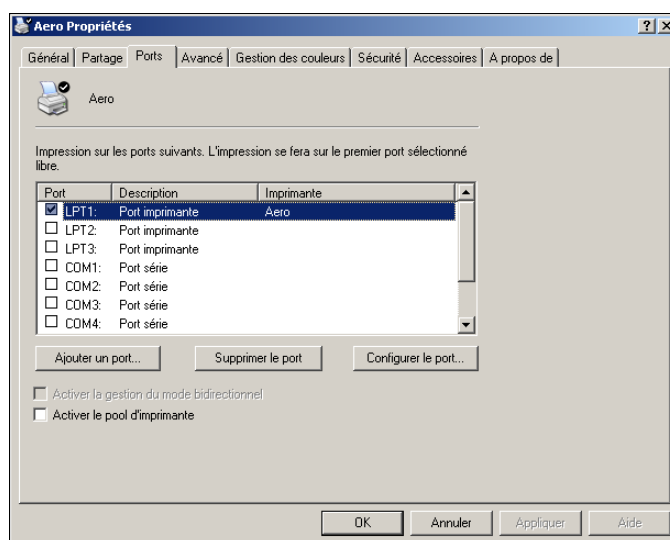 Aero Propriétés
Général Partage Ports Avancé Gestion des couleurs Sécurité Accessoires A propos de
Aero
Impression sur les ports suivants. L'impression se fera sur le premier port sélectionné
libre.
Port Description Imprimante
LPT1: Port imprimante Aero
LPT2: Port imprimante
LPT3: Port imprimante
COM1: Port série
COM2: Port série
COM3: Port série
COM4: Port série
Ajouter un port... Supprimer le port Configurer le port...
Activer la gestion du mode bidirectionnel
Activer le pool d'imprimante
OK Annuler Appliquer Aide